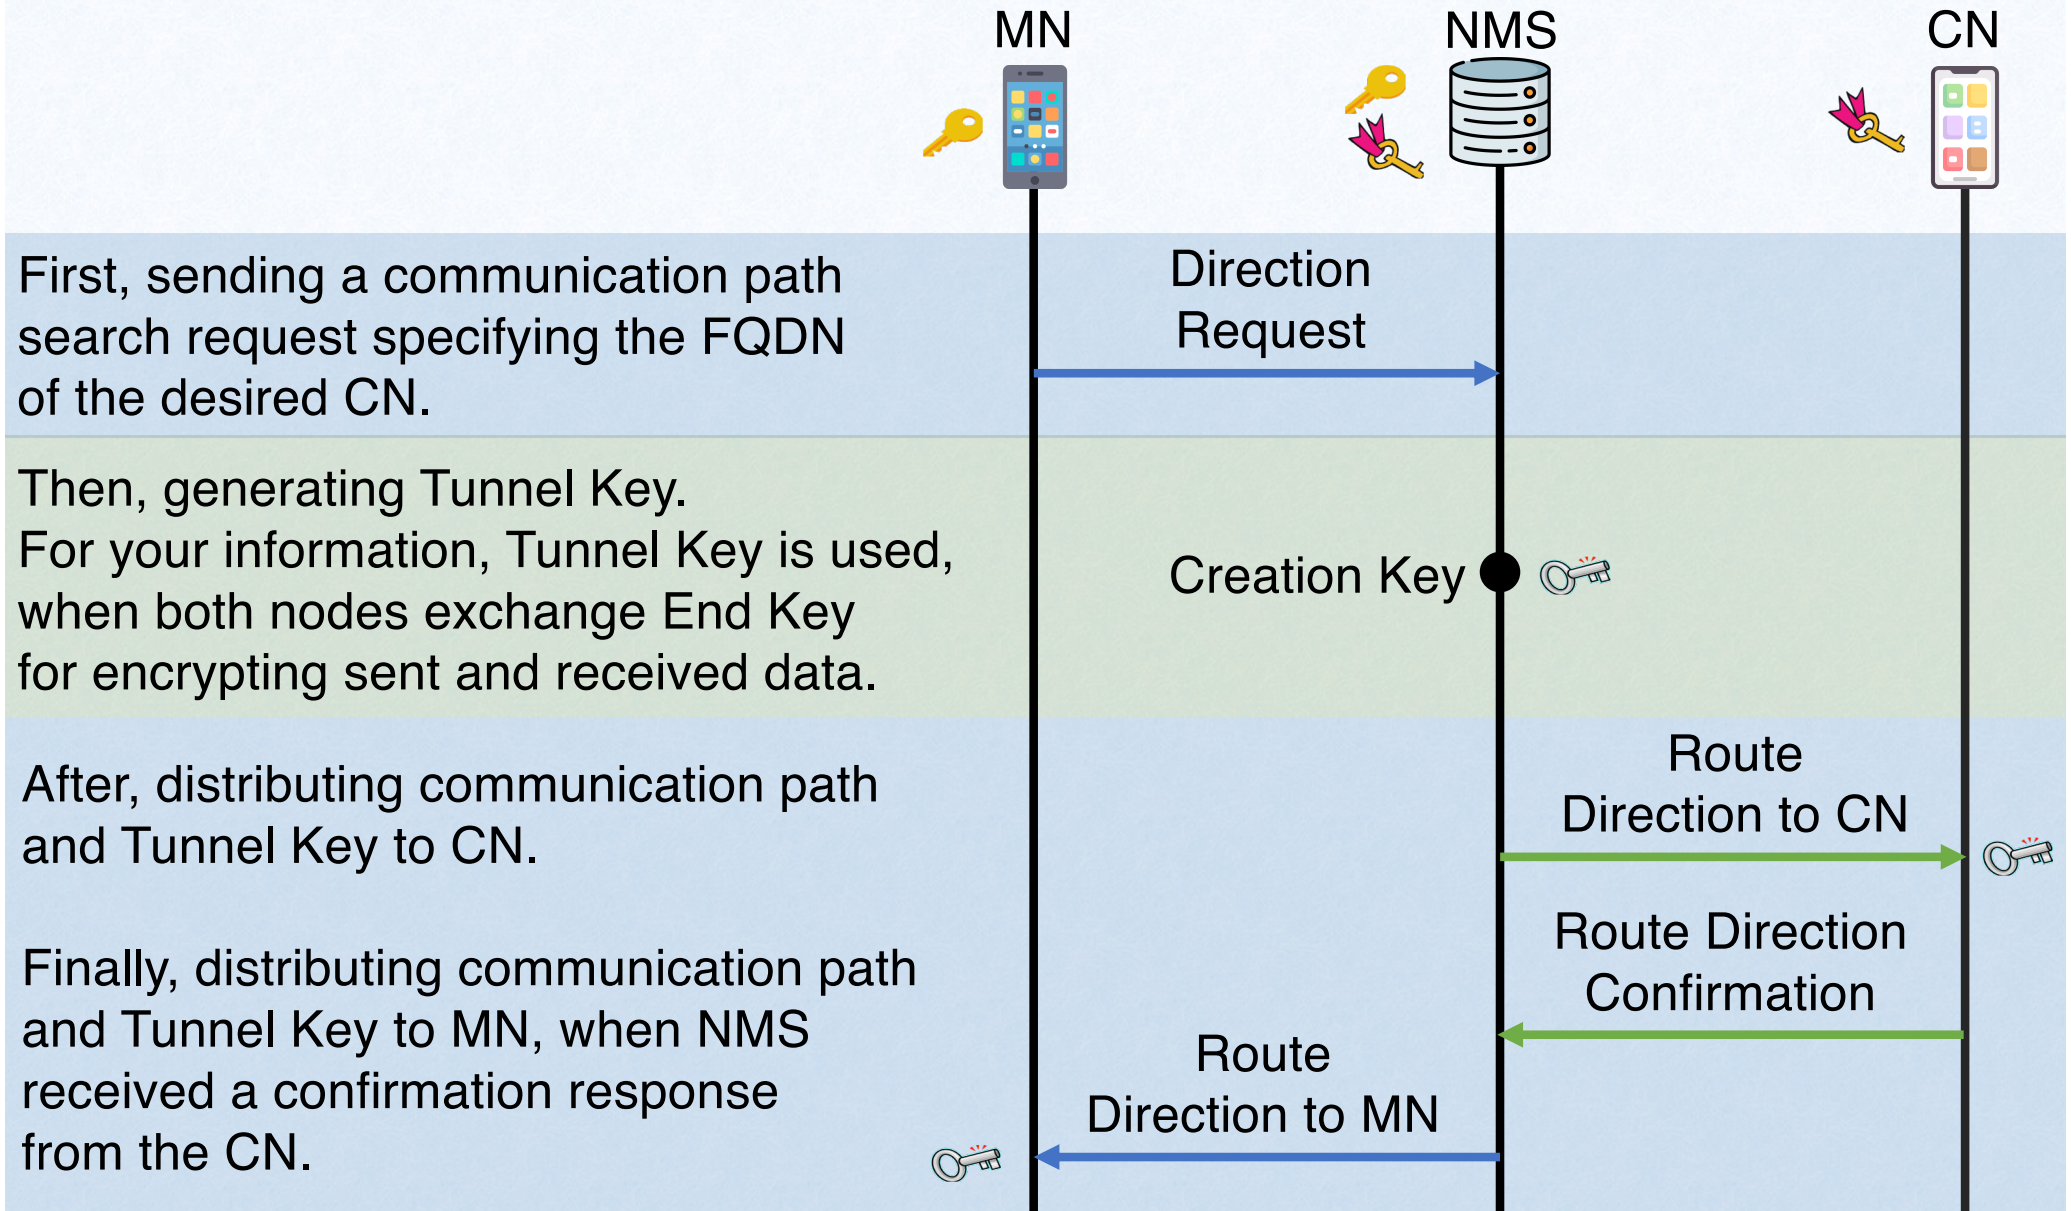 MN
NMS
CN
First, sending a communication path
search request specifying the FQDN
of the desired CN.
Direction
Request
Then, generating Tunnel Key.
For your information, Tunnel Key is used,
when both nodes exchange End Key
for encrypting sent and received data.
Creation Key
After, distributing communication path
and Tunnel Key to CN.
Route
Direction to CN
Finally, distributing communication path
and Tunnel Key to MN, when NMS
received a confirmation response
from the CN.
Route Direction
Confirmation
Route
Direction to MN